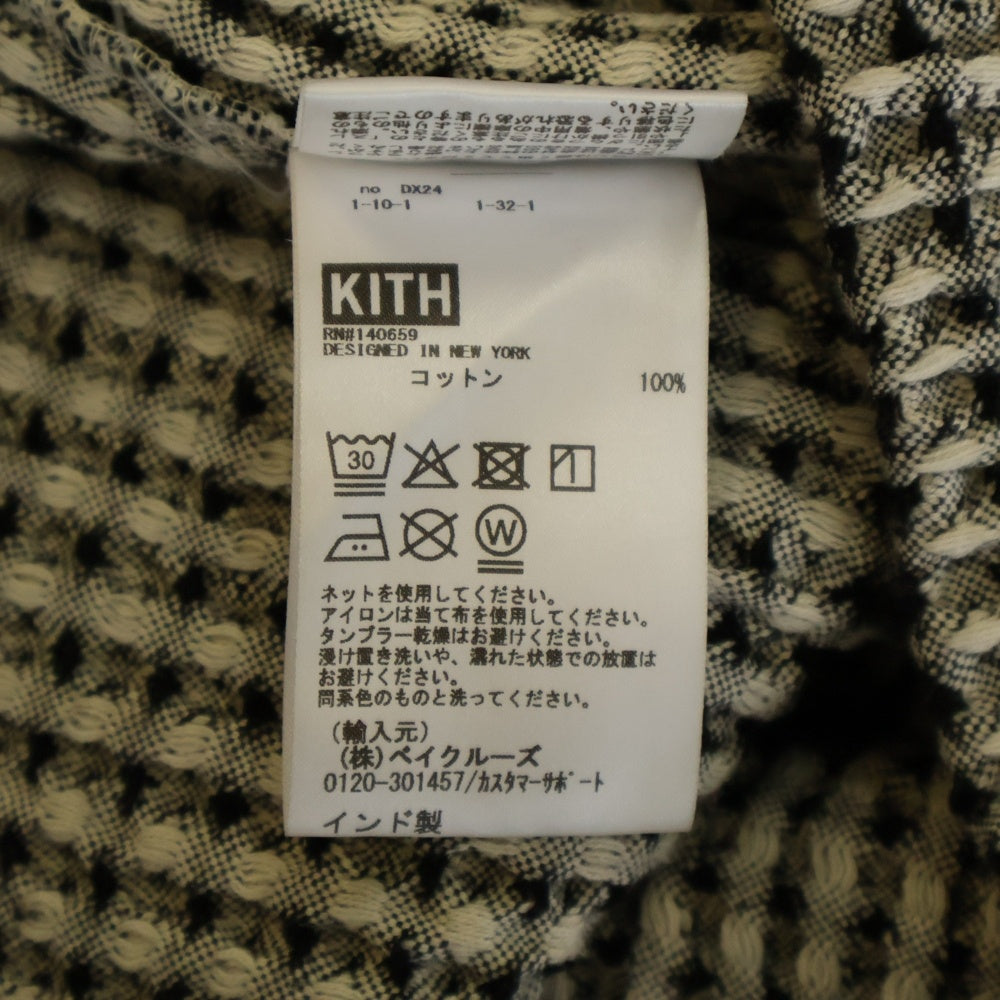 no DX24
1-10-1 1-32-1
KITH
RN#140659
DESIGNED IN NEW YORK
コットン 100%
30
W
ネットを使用してください。
アイロンは当て布を使用してください。
タンブラー乾燥はお避けください。
浸け置き洗いや、濡れた状態での放置は
お避けください。
同系色のものと洗ってください。
(輸入元)
(株)ベイクルーズ
0120-301457/カスタマーサポート
インド製